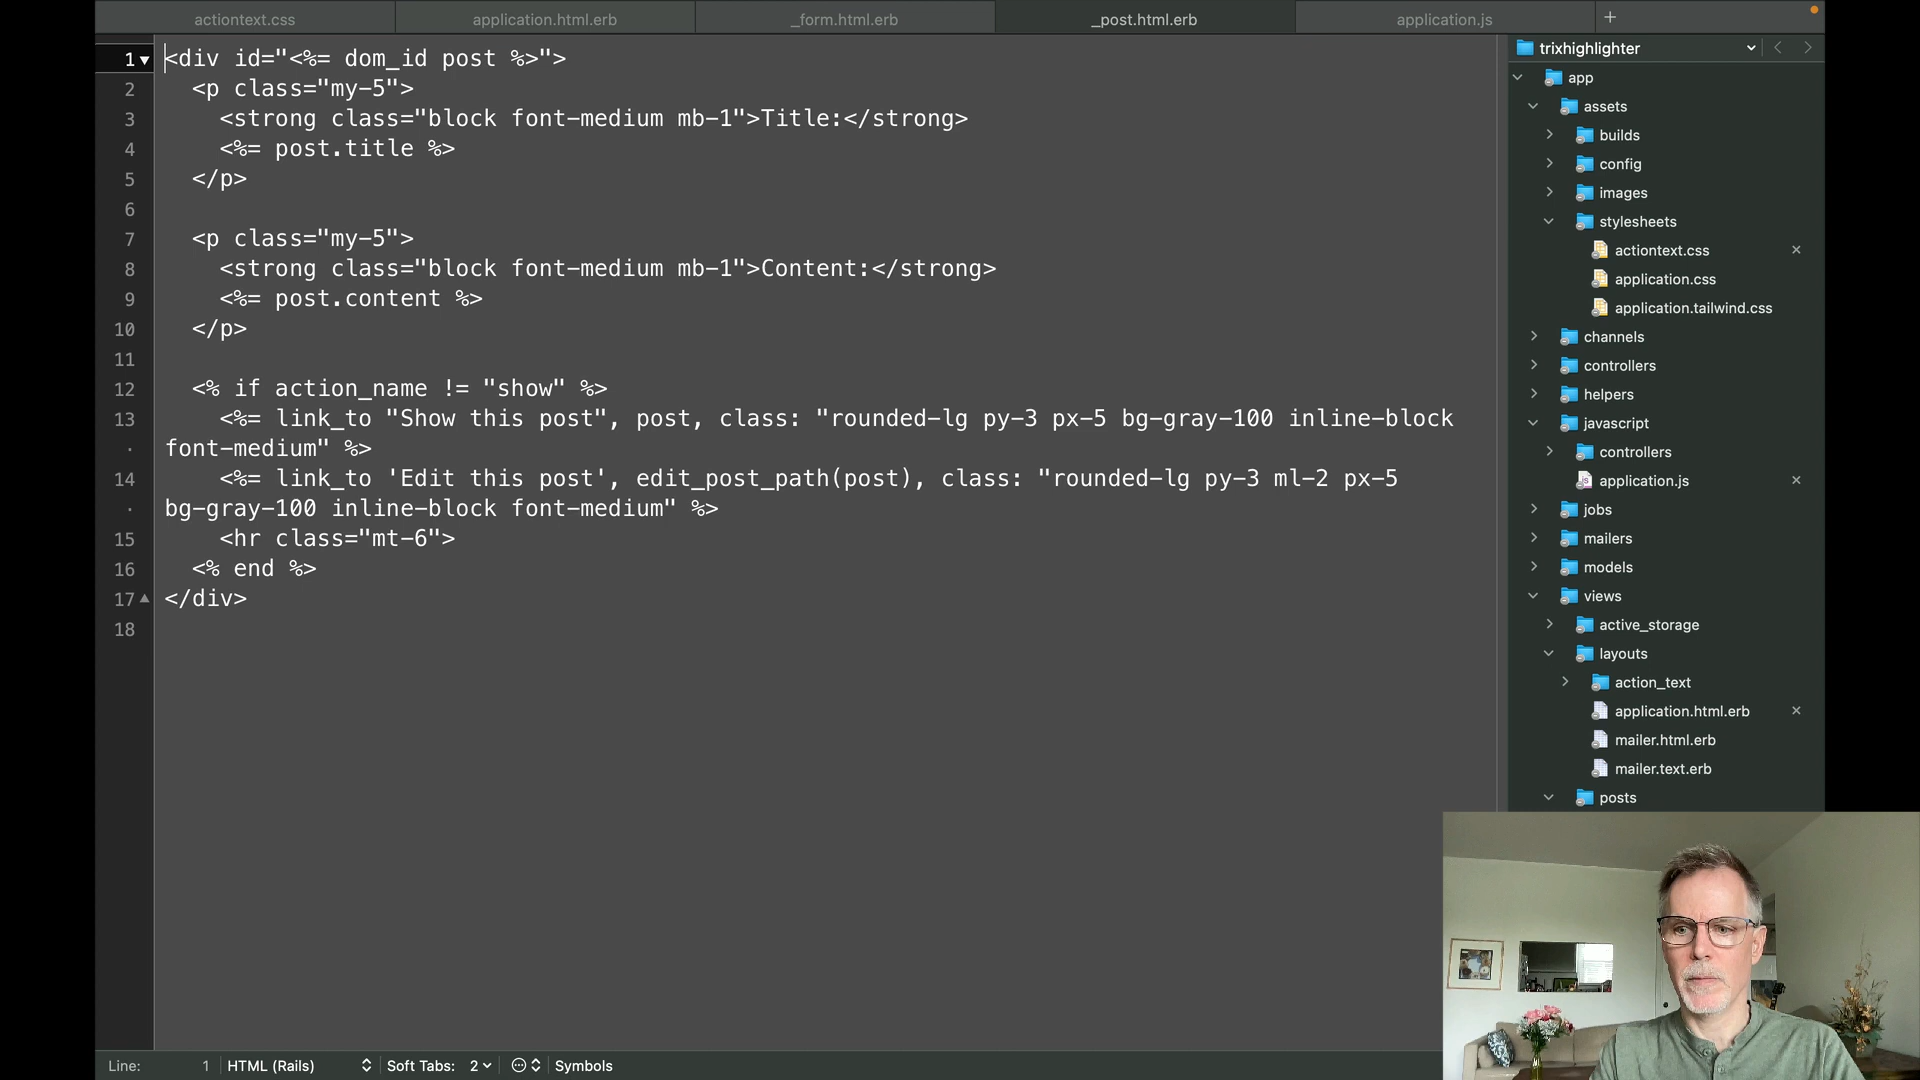 actiontext.css
application.html.erb
_form.html.erb
_post.html.erb
application.js
+
1 <div id="<%= dom_id post %>">
2 <p class="my-5">
3 <strong class="block font-medium mb-1">Title:</strong>
4 <%= post.title %>
5 </p>
6
7 <p class="my-5">
8 <strong class="block font-medium mb-1">Content:</strong>
9 <%= post.content %>
10 </p>
11
12 <% if action_name != "show" %>
13 <%= link_to "Show this post", post, class: "rounded-lg py-3 px-5 bg-gray-100 inline-block
font-medium" %>
14 <%= link_to 'Edit this post', edit_post_path(post), class: "rounded-lg py-3 ml-2 px-5
bg-gray-100 inline-block font-medium" %>
15 <hr class="mt-6">
16 <% end %>
17 </div>
18
trixhighlighter
app
assets
builds
config
images
stylesheets
actiontext.css
application.css
application.tailwind.css
channels
controllers
helpers
javascript
controllers
application.js
jobs
mailers
models
views
active_storage
layouts
action_text
application.html.erb
mailer.html.erb
mailer.text.erb
posts
Line: 1 HTML (Rails) Soft Tabs: 2 Symbols